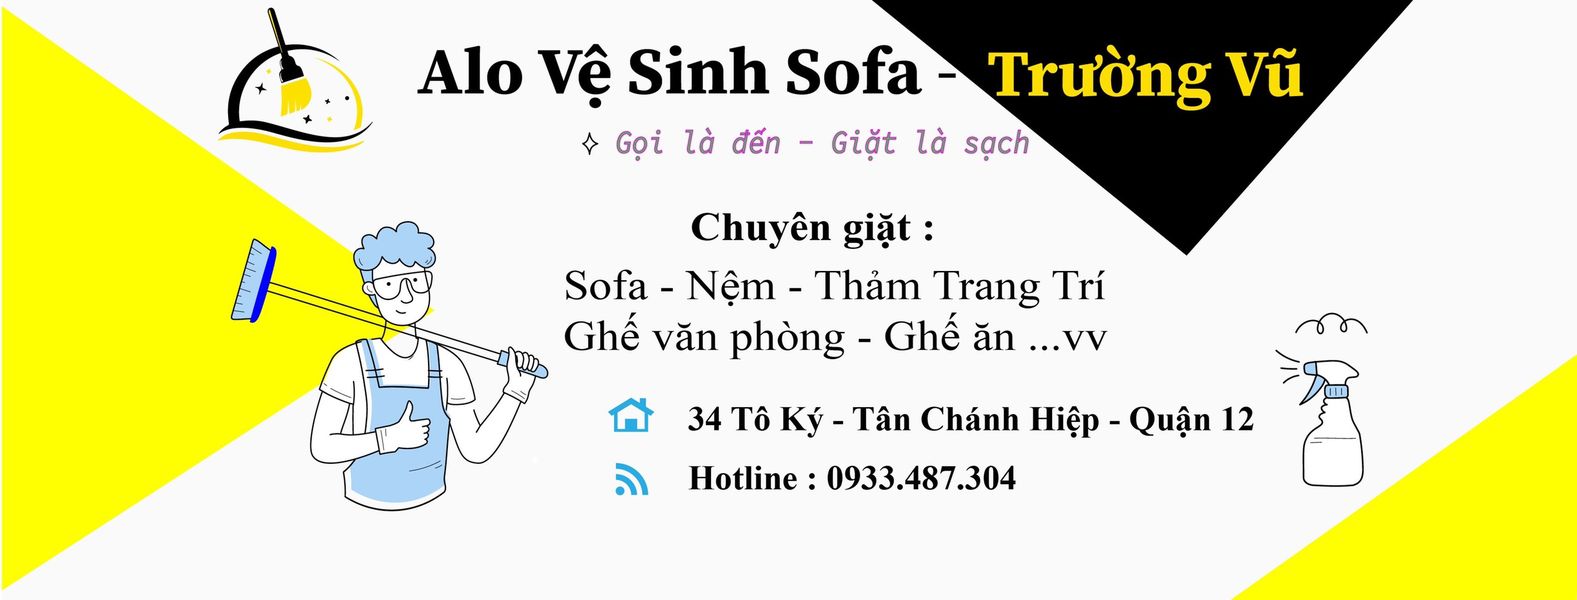 Alo Vệ Sinh Sofa - Trường Vũ
Gọi là đến - Giặt là sạch
Chuyên giặt :
Sofa - Nệm - Thảm Trang Trí
Ghế văn phòng - Ghế ăn ...vv
34 Tô Ký - Tân Chánh Hiệp - Quận 12
Hotline : 0933.487.304